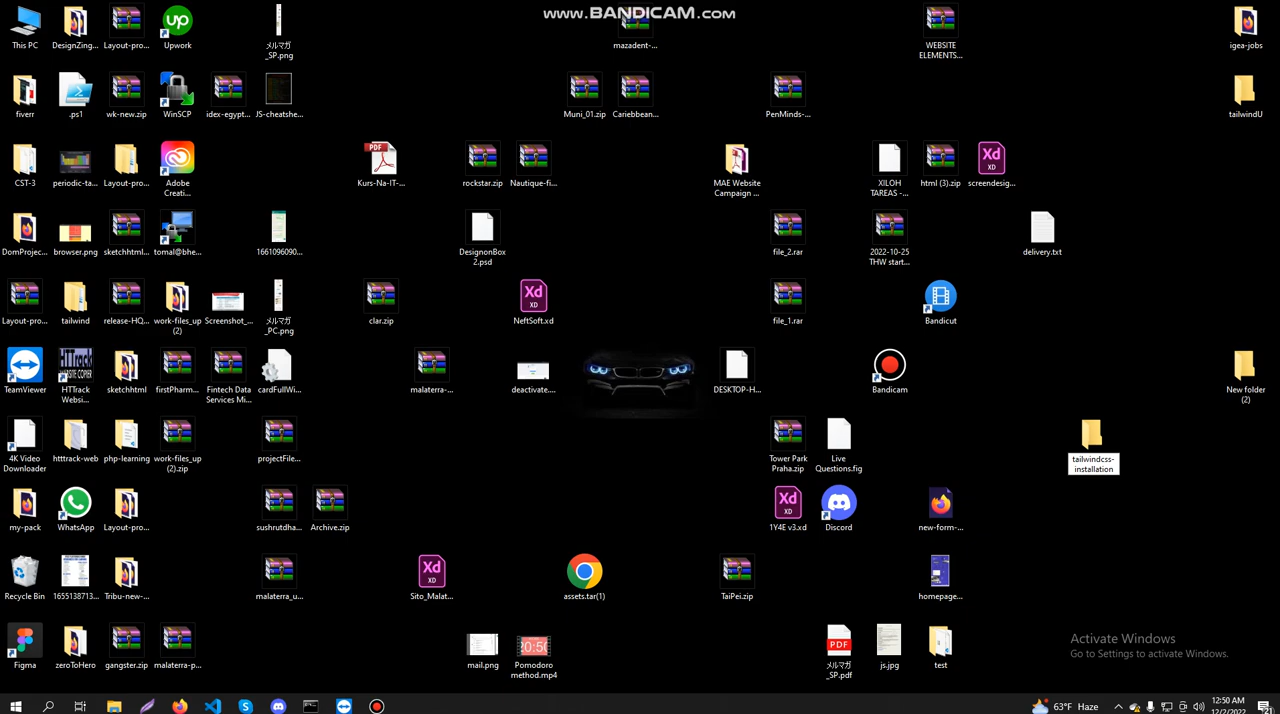 www.BANDICAM.com
This PC
DesignZing...
Layout-pro...
Upwork
メルマガ
_SP.png
mazadent-...
WEBSITE
ELEMENTS...
igea-jobs
fiverr
.ps1
wk-new.zip
WinSCP
idex-egypt...
JS-cheatshe...
Muni_01.zip
Cariebbean...
PenMinds-...
tailwindU
CST-3
periodic-ta...
Layout-pro...
Adobe
Creati...
Kurs-Na-IT-...
rockstar.zip
Nautique-fi...
MAE Website
Campaign ...
XILOH
TAREAS -...
html (3).zip
screendesig...
DomProjec...
browser.png
sketchhtml...
tomal@bhe...
1661096090...
DesignonBox
2.psd
file_2.rar
2022-10-25
THW start...
delivery.txt
Layout-pro...
tailwind
release-HQ...
work-files_up
(2)
Screenshot_...
メルマガ
_PC.png
clar.zip
NeftSoft.xd
file_1.rar
Bandicut
TeamViewer
HTTrack
Websi...
sketchhtml
firstPharm...
Fintech Data
Services Mi...
cardFullWi...
malaterra-...
deactivate....
DESKTOP-H...
Bandicam
New folder
(2)
4K Video
Downloader
htttrack-web
php-learning
work-files_up
(2).zip
projectFile...
Tower Park
Praha.zip
Live
Questions.fig
tailwindcss-
installation
my-pack
WhatsApp
Layout-pro...
sushrutdha...
Archive.zip
1Y4E v3.xd
Discord
new-form-...
Recycle Bin
1655138713...
Tribu-new-...
malaterra_u...
Sito_Malat...
assets.tar(1)
TaiPei.zip
homepage...
Figma
zeroToHero
gangster.zip
malaterra-p...
mail.png
Pomodoro
method.mp4
メルマガ
_SP.pdf
js.jpg
test
Activate Windows
Go to Settings to activate Windows.
63°F Haze
12:50 AM
12/2/2022